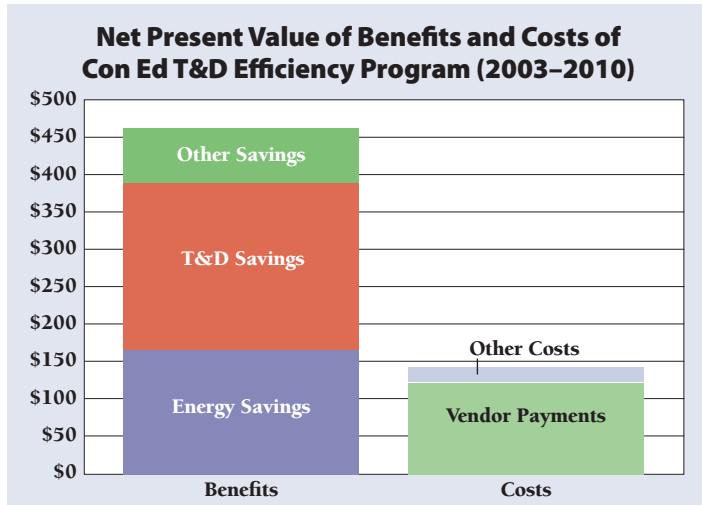 Net Present Value of Benefits and Costs of
Con Ed T&D Efficiency Program (2003–2010)
$500
$450
Other Savings
$400
$350
$300
T&D Savings
$250
$200
$150
Other Costs
$100
Energy Savings
Vendor Payments
$50
$0
Benefits
Costs